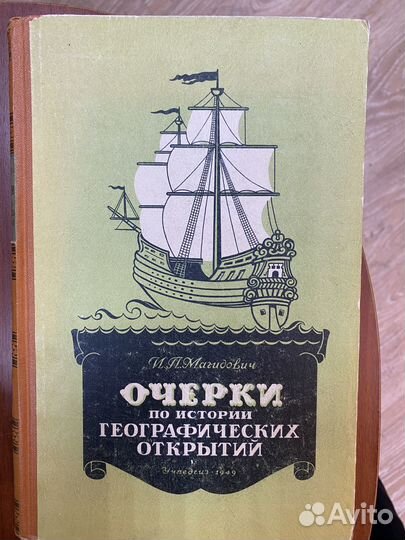 И.П.Магидович
ОЧЕРКИ
ПО ИСТОРИИ
ГЕОГРАФИЧЕСКИХ
ОТКРЫТИЙ
Учпедгиз·1949
Avito